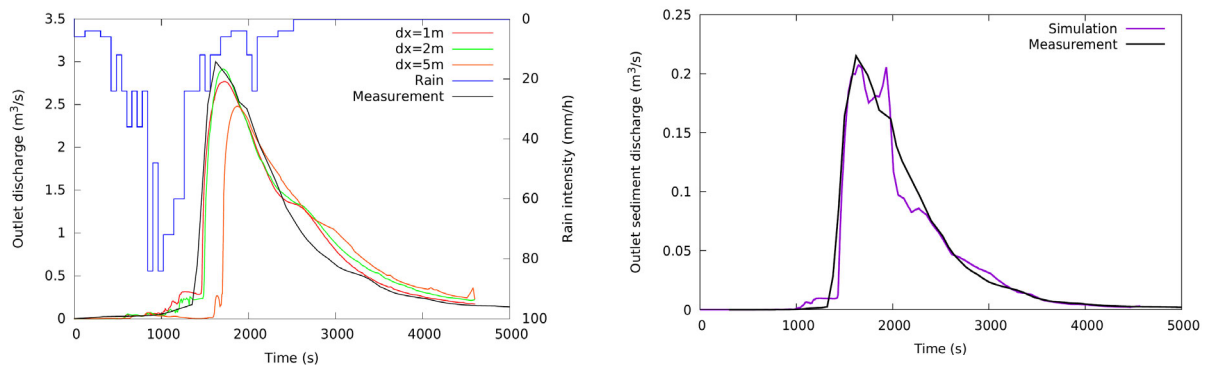 3.5
3
2.5
2
1.5
1
0.5
0
0
20
40
60
80
100
0
1000
2000
3000
4000
5000
Outlet discharge (m³/s)
Rain intensity (mm/h)
Time (s)
dx=1m
dx=2m
dx=5m
Rain
Measurement
0.25
0.2
0.15
0.1
0.05
0
0
1000
2000
3000
4000
5000
Outlet sediment discharge (m³/s)
Time (s)
Simulation
Measurement